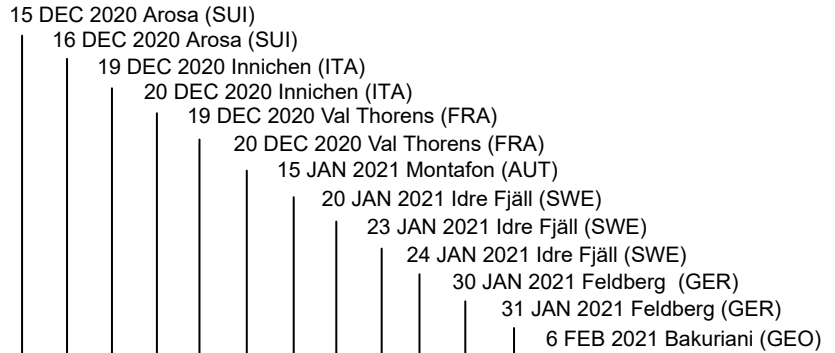 15 DEC 2020 Arosa (SUI)
16 DEC 2020 Arosa (SUI)
19 DEC 2020 Innichen (ITA)
20 DEC 2020 Innichen (ITA)
19 DEC 2020 Val Thorens (FRA)
20 DEC 2020 Val Thorens (FRA)
15 JAN 2021 Montafon (AUT)
20 JAN 2021 Idre Fjäll (SWE)
23 JAN 2021 Idre Fjäll (SWE)
24 JAN 2021 Idre Fjäll (SWE)
30 JAN 2021 Feldberg  (GER)
31 JAN 2021 Feldberg (GER)
6 FEB 2021 Bakuriani (GEO)